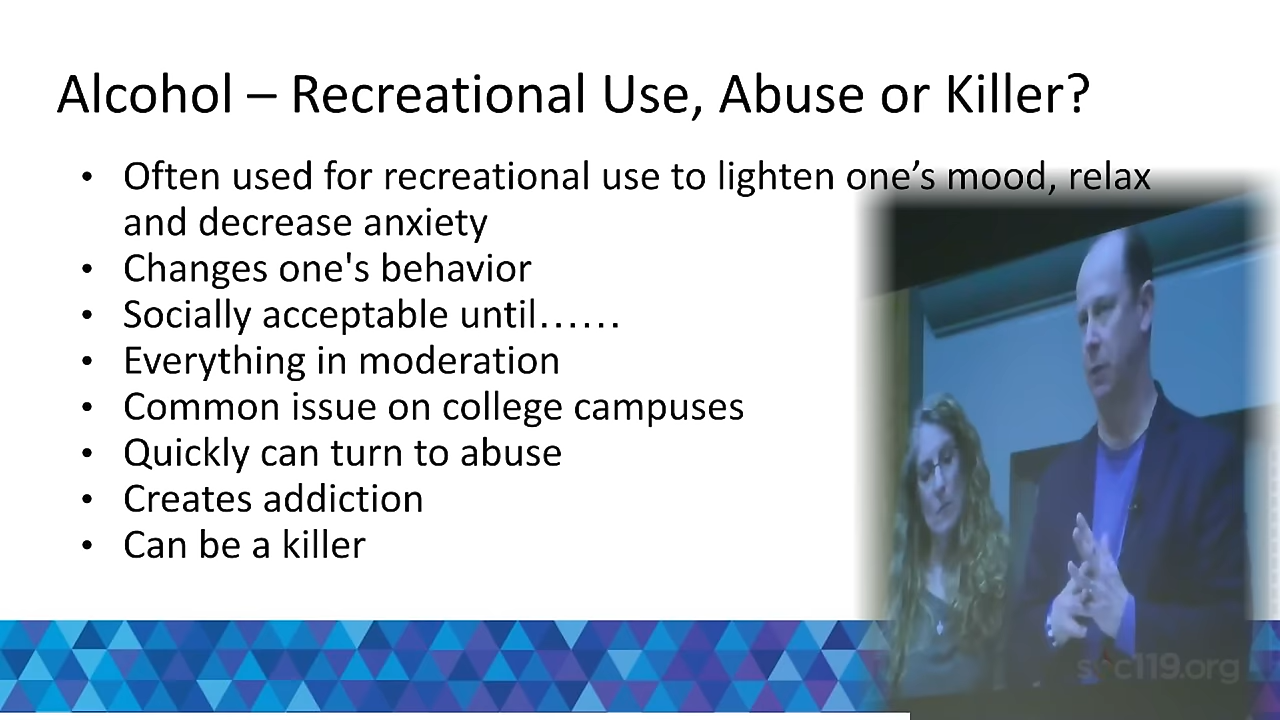 Alcohol – Recreational Use, Abuse or Killer?
• Often used for recreational use to lighten one’s mood, relax
and decrease anxiety
• Changes one's behavior
• Socially acceptable until……
• Everything in moderation
• Common issue on college campuses
• Quickly can turn to abuse
• Creates addiction
• Can be a killer